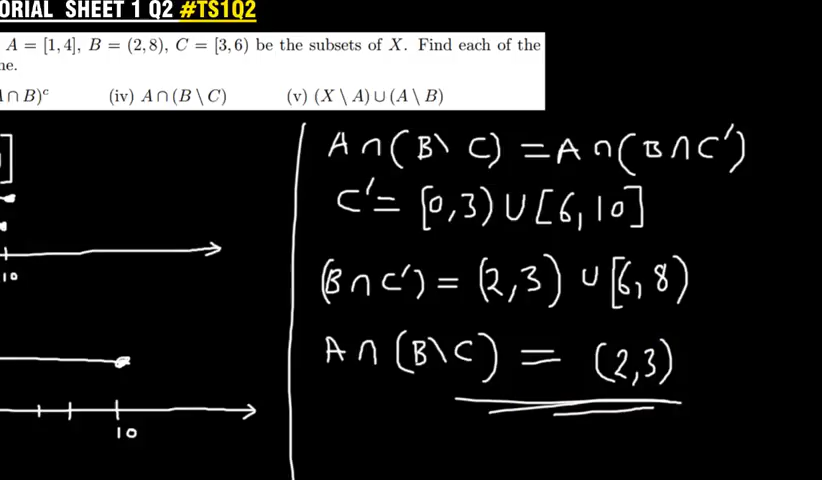 ORIAL SHEET 1 Q2 #TS1Q2
A = [1, 4], B = (2, 8), C = [3, 6) be the subsets of X. Find each of the
ne.
∩ B)ᶜ (iv) A ∩ (B \ C) (v) (X \ A) ∪ (A \ B)
A ∩ (B \ C) = A ∩ (B ∩ C')
C' = [0, 3) ∪ [6, 10]
(B ∩ C') = (2, 3) ∪ [6, 8)
A ∩ (B \ C) = (2, 3)
10
10